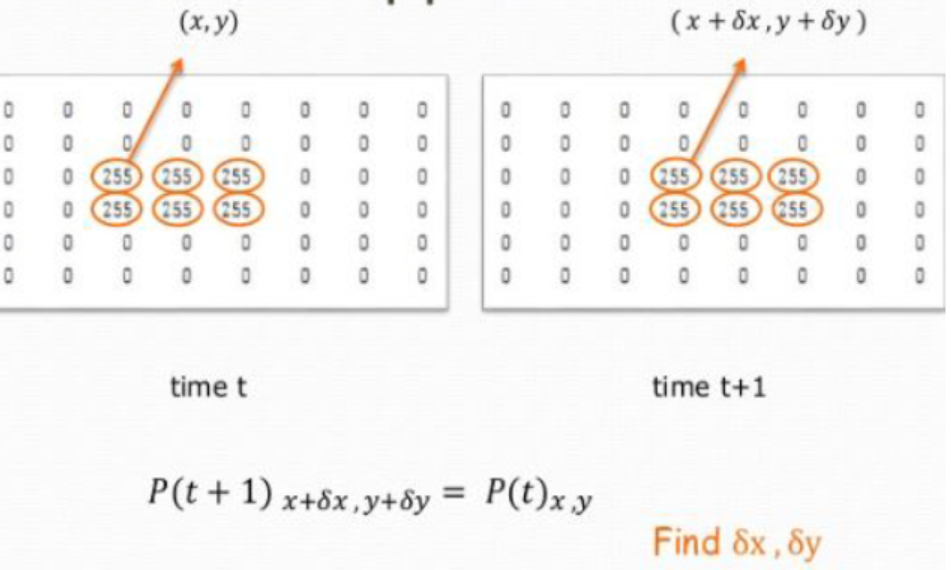 (x,y) (x + δx,y + δy)
0 0 0 0 0 0 0 0 0 0 0 0 0 0 0 0
0 0 0 0 0 0 0 0 0 0 0 0 0 0 0 0
0 0 255 255 255 0 0 0 0 0 0 255 255 255 0 0
0 0 255 255 255 0 0 0 0 0 0 255 255 255 0 0
0 0 0 0 0 0 0 0 0 0 0 0 0 0 0 0
0 0 0 0 0 0 0 0 0 0 0 0 0 0 0 0
time t time t+1
P(t + 1) x+δx,y+δy = P(t)x,y
Find δx, δy